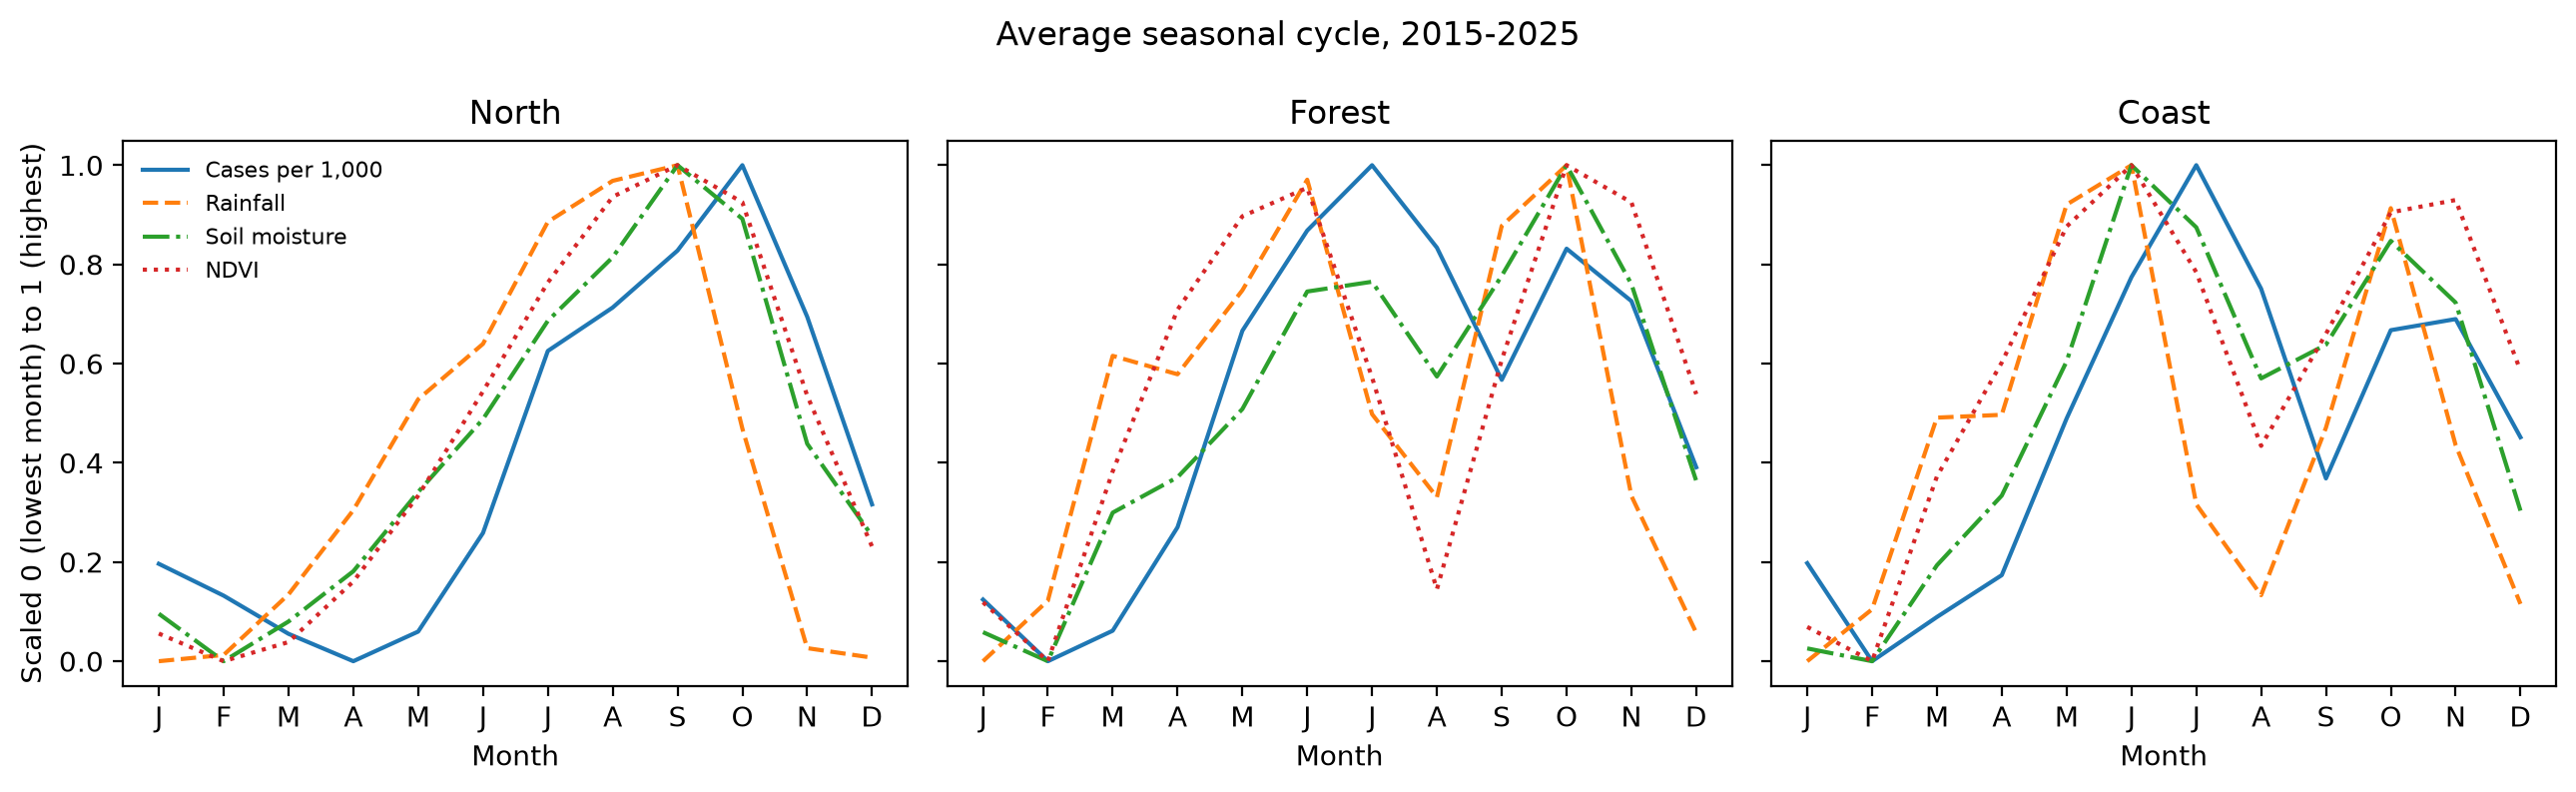 Average seasonal cycle, 2015-2025
North
Forest
Coast
Scaled 0 (lowest month) to 1 (highest)
1.0
0.8
0.6
0.4
0.2
0.0
Cases per 1,000
Rainfall
Soil moisture
NDVI
J F M A M J J A S O N D
J F M A M J J A S O N D
J F M A M J J A S O N D
Month
Month
Month